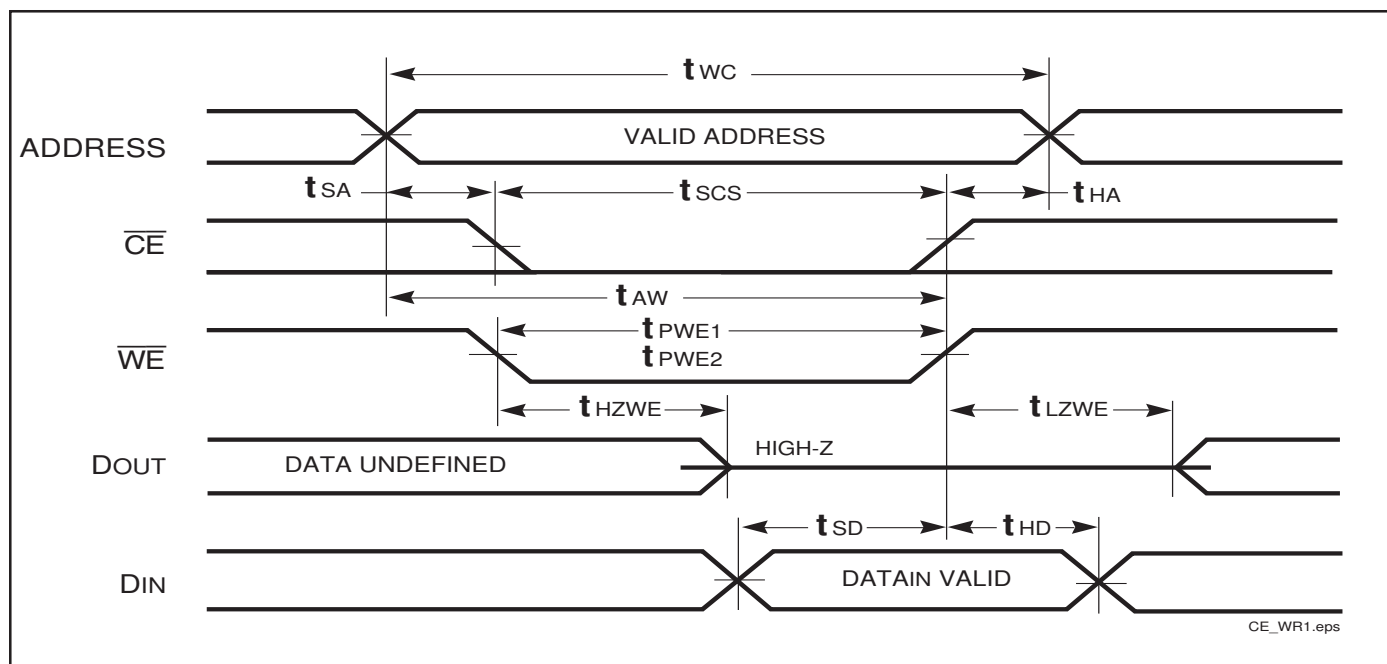 tWC
ADDRESS VALID ADDRESS
tSA tSCS tHA
CE
tAW
tPWE1
WE tPWE2
tHZWE tLZWE
DOUT DATA UNDEFINED HIGH-Z
tSD tHD
DIN DATAIN VALID
CE_WR1.eps